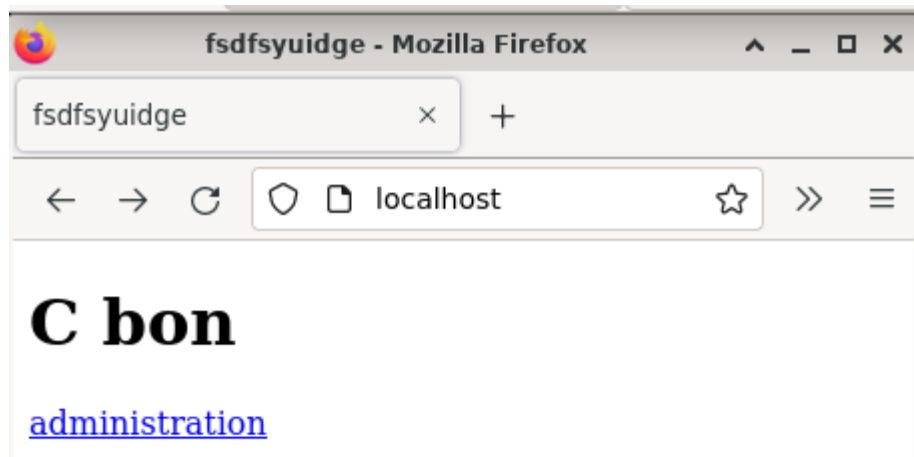 fsdfsyuidge - Mozilla Firefox
fsdfsyuidge
localhost
C bon
administration